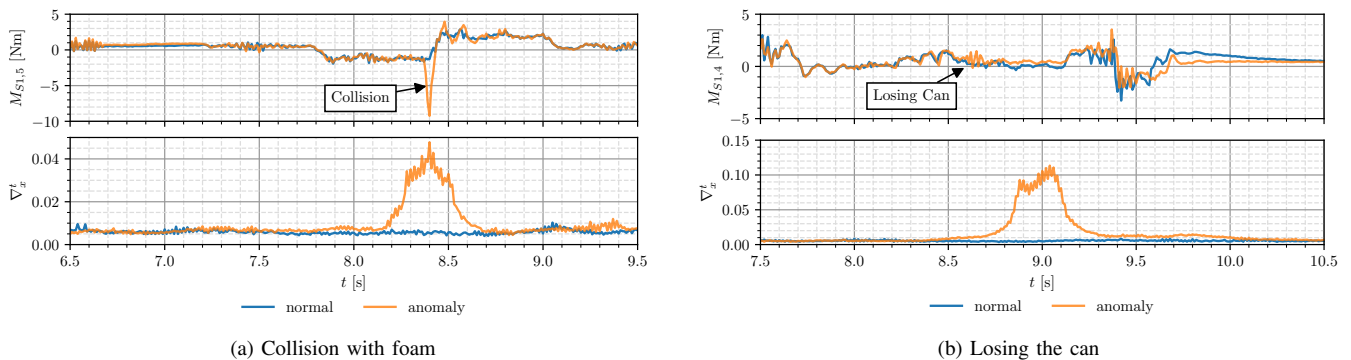 5
0
−5
−10
M_{S1,5} [Nm]
Collision
0.04
0.02
0.00
∇_x^t
6.5 7.0 7.5 8.0 8.5 9.0 9.5
t [s]
normal anomaly
(a) Collision with foam
5
0
−5
M_{S1,4} [Nm]
Losing Can
0.15
0.10
0.05
0.00
∇_x^t
7.5 8.0 8.5 9.0 9.5 10.0 10.5
t [s]
normal anomaly
(b) Losing the can